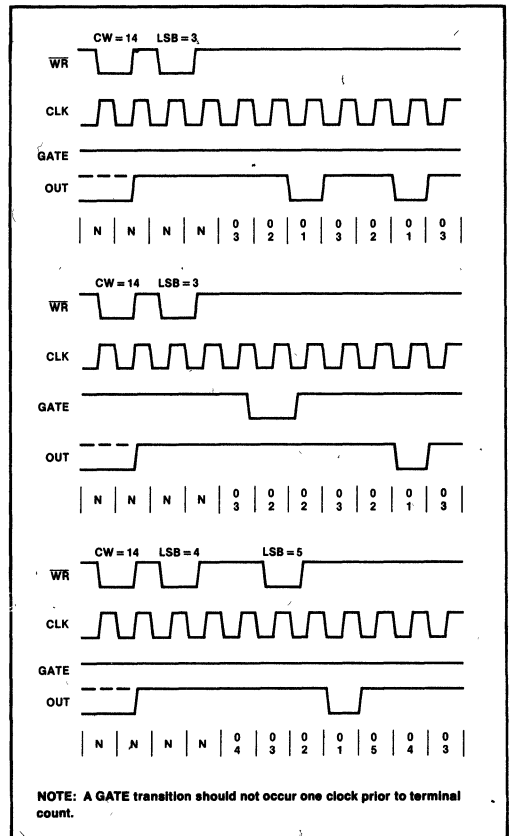 CW = 14 LSB = 3
WR
CLK
GATE
OUT
N N N N 0 0 0 0 0 0 0
3 2 1 3 2 1 3
CW = 14 LSB = 3
WR
CLK
GATE
OUT
N N N N 0 0 0 0 0 0 0
3 2 2 3 2 1 3
CW = 14 LSB = 4 LSB = 5
WR
CLK
GATE
OUT
N N N N 0 0 0 0 0 0 0
4 3 2 1 5 4 3
NOTE: A GATE transition should not occur one clock prior to terminal
count.